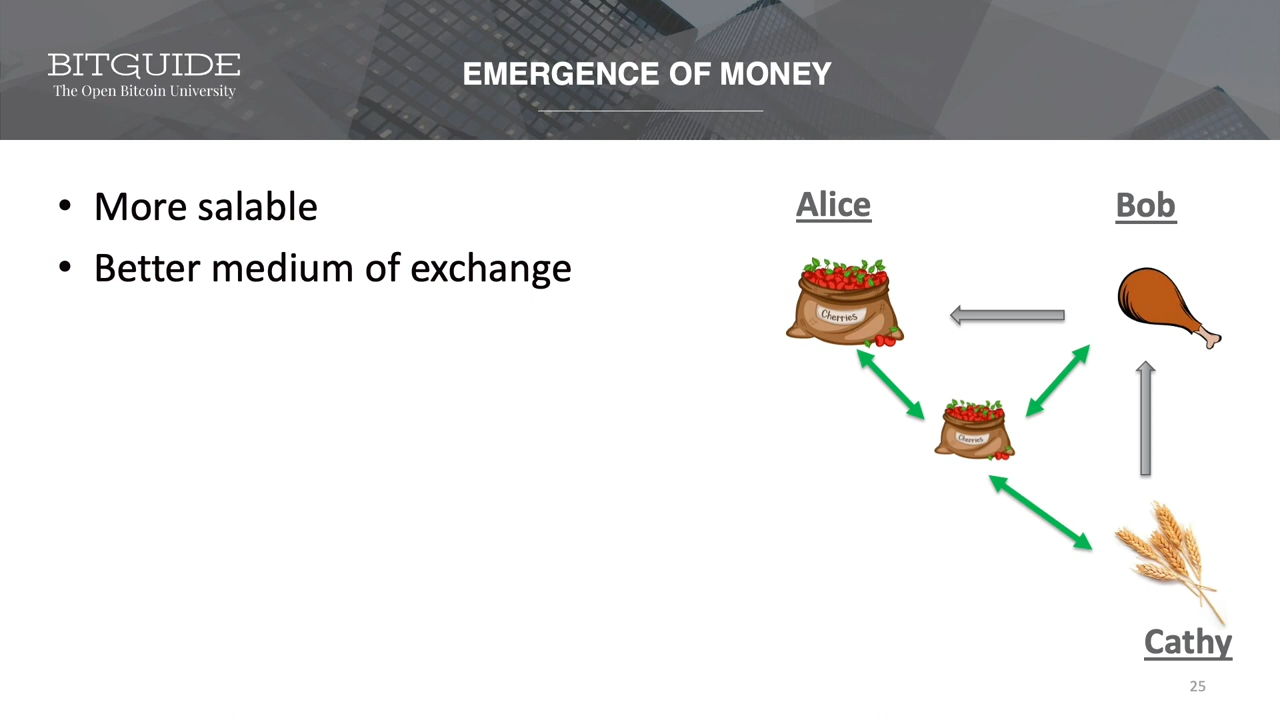 BITGUIDE
The Open Bitcoin University
EMERGENCE OF MONEY
• More salable
• Better medium of exchange
Alice
Bob
Cherries
Cherries
Cathy
25